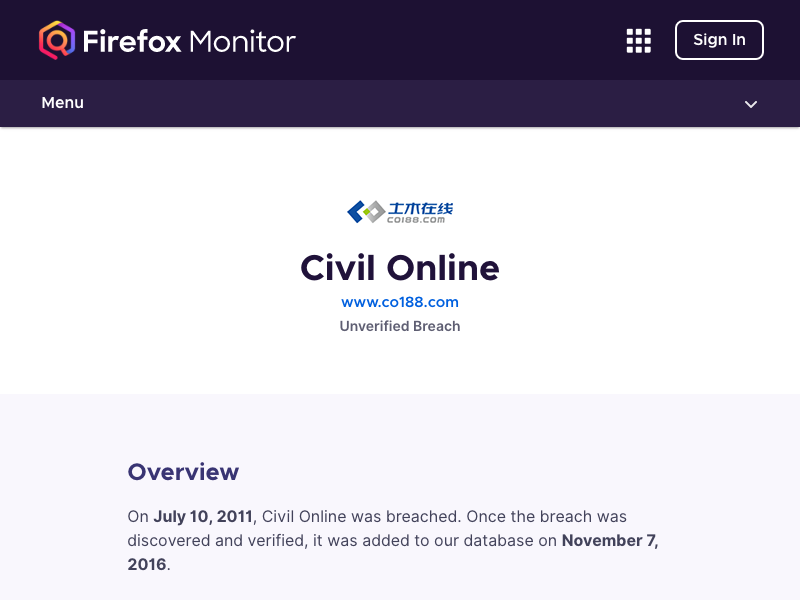 Firefox Monitor
Sign In
Menu
土木在线
CO188.COM
Civil Online
www.co188.com
Unverified Breach
Overview
On July 10, 2011, Civil Online was breached. Once the breach was
discovered and verified, it was added to our database on November 7,
2016.